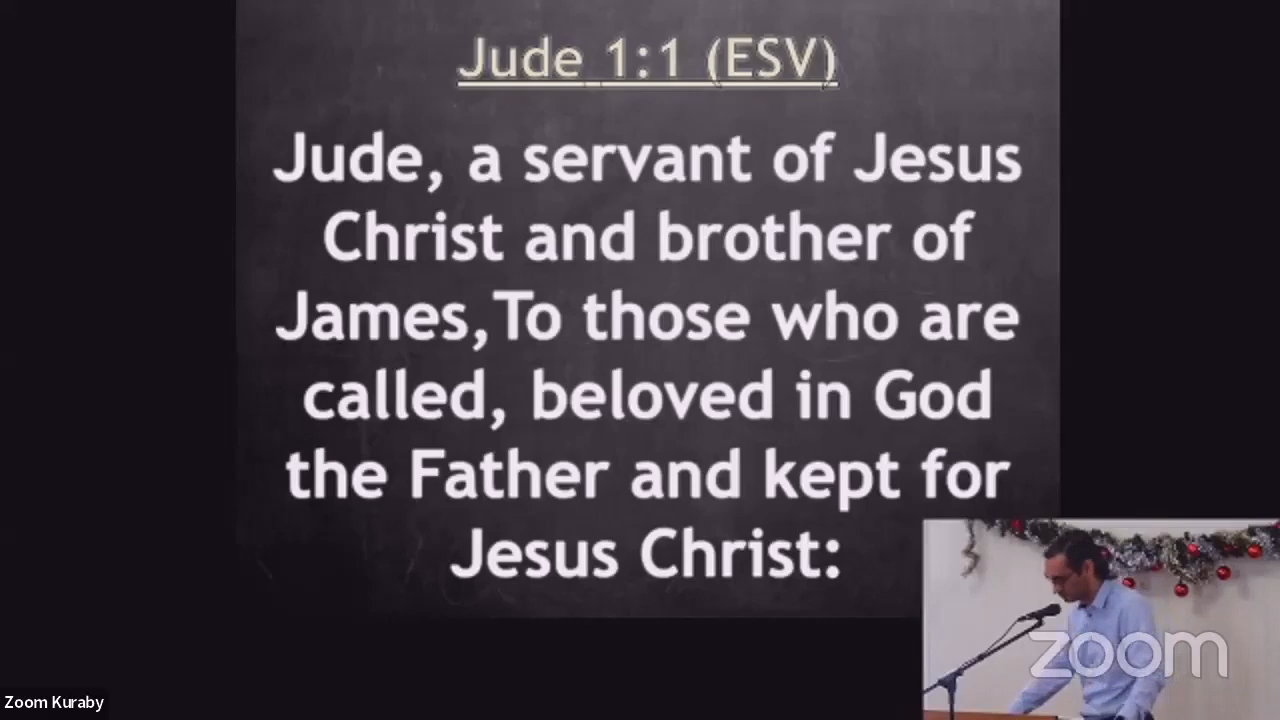 Jude 1:1 (ESV)
Jude, a servant of Jesus
Christ and brother of
James,To those who are
called, beloved in God
the Father and kept for
Jesus Christ:
zoom
Zoom Kuraby